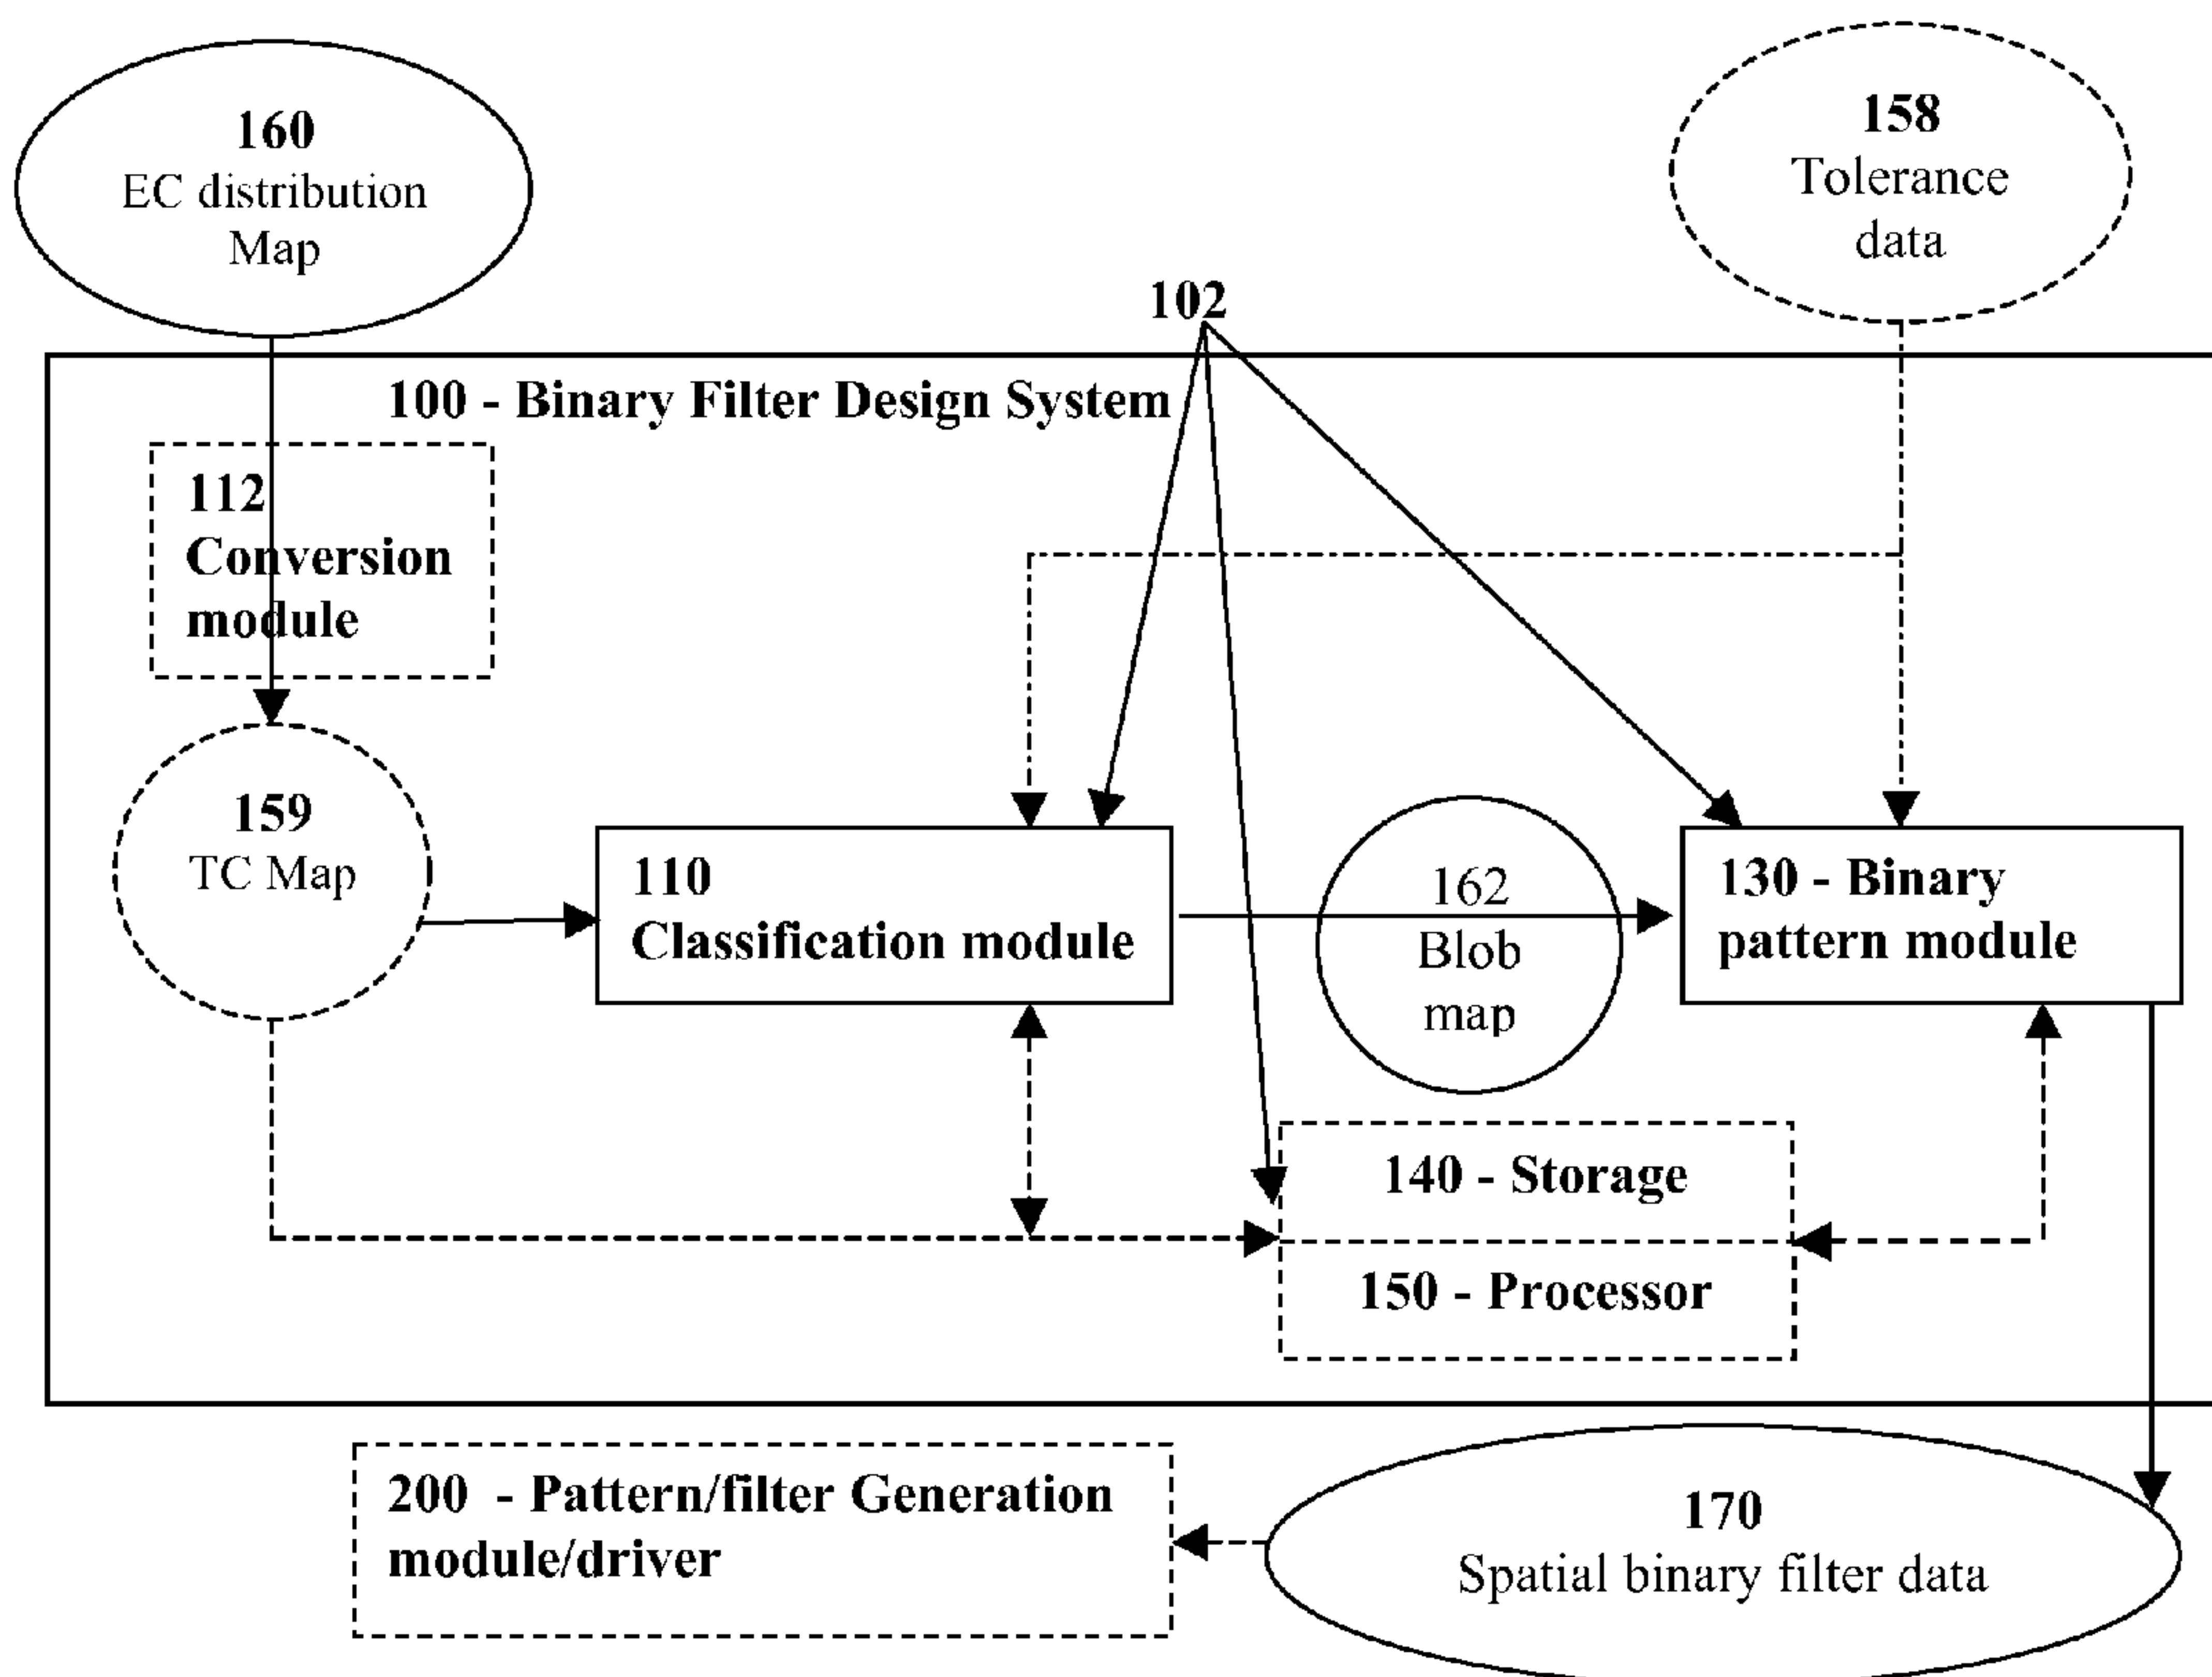 160
EC distribution
Map
158
Tolerance
data
102
100 - Binary Filter Design System
112
Conversion
module
159
TC Map
110
Classification module
162
Blob
map
130 - Binary
pattern module
140 - Storage
150 - Processor
200 - Pattern/filter Generation
module/driver
170
Spatial binary filter data